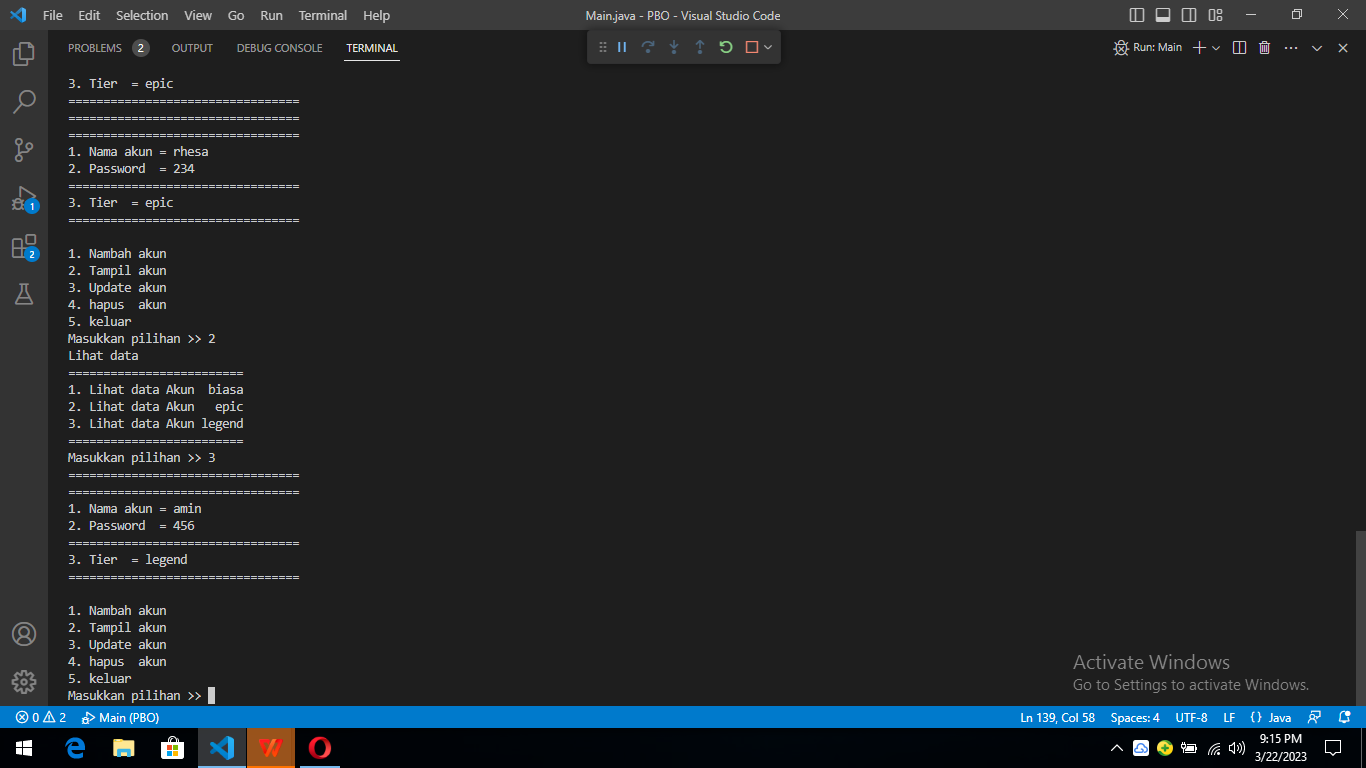 File Edit Selection View Go Run Terminal Help Main.java - PBO - Visual Studio Code
PROBLEMS 2 OUTPUT DEBUG CONSOLE TERMINAL Run: Main
3. Tier  = epic
=================================
=================================
=================================
1. Nama akun = rhesa
2. Password  = 234
=================================
3. Tier  = epic
=================================
1. Nambah akun
2. Tampil akun
3. Update akun
4. hapus  akun
5. keluar
Masukkan pilihan >> 2
Lihat data
=========================
1. Lihat data Akun  biasa
2. Lihat data Akun   epic
3. Lihat data Akun legend
=========================
Masukkan pilihan >> 3
=================================
=================================
1. Nama akun = amin
2. Password  = 456
=================================
3. Tier  = legend
=================================
1. Nambah akun
2. Tampil akun
3. Update akun
4. hapus  akun
5. keluar
Masukkan pilihan >>
1
2
Activate Windows
Go to Settings to activate Windows.
0 2 Main (PBO) Ln 139, Col 58 Spaces: 4 UTF-8 LF {} Java
9:15 PM
3/22/2023